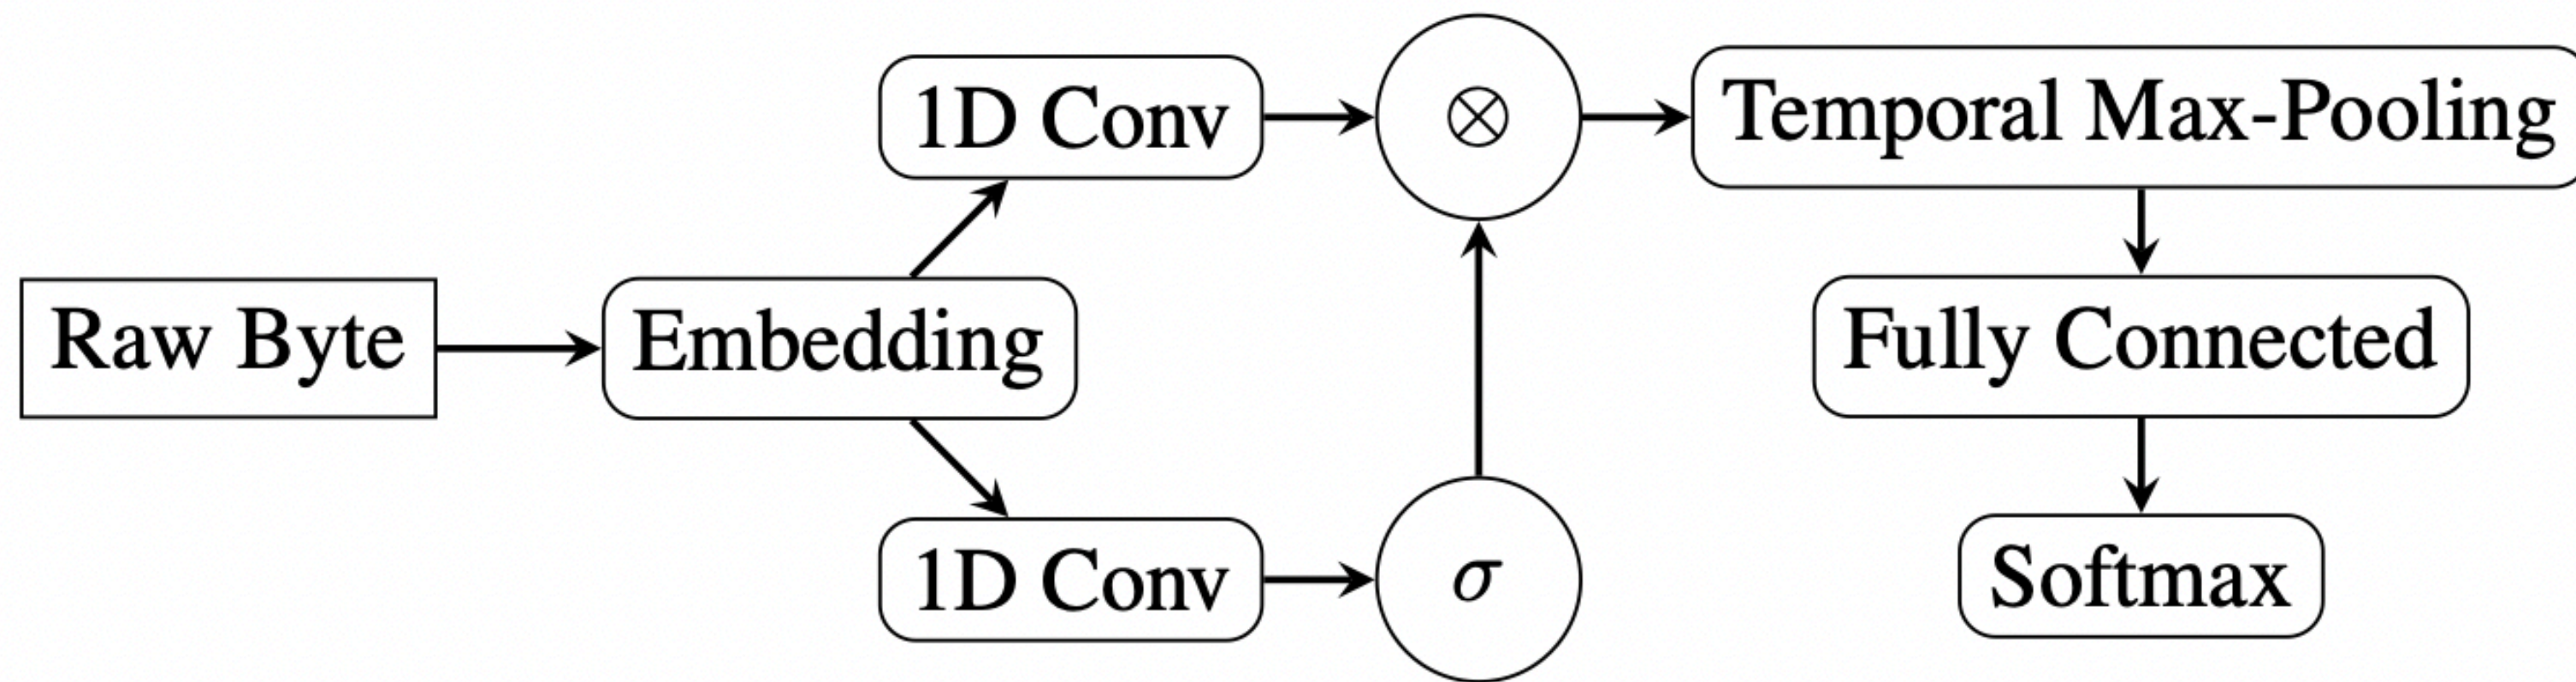 Raw Byte
Embedding
1D Conv
1D Conv
⊗
σ
Temporal Max-Pooling
Fully Connected
Softmax